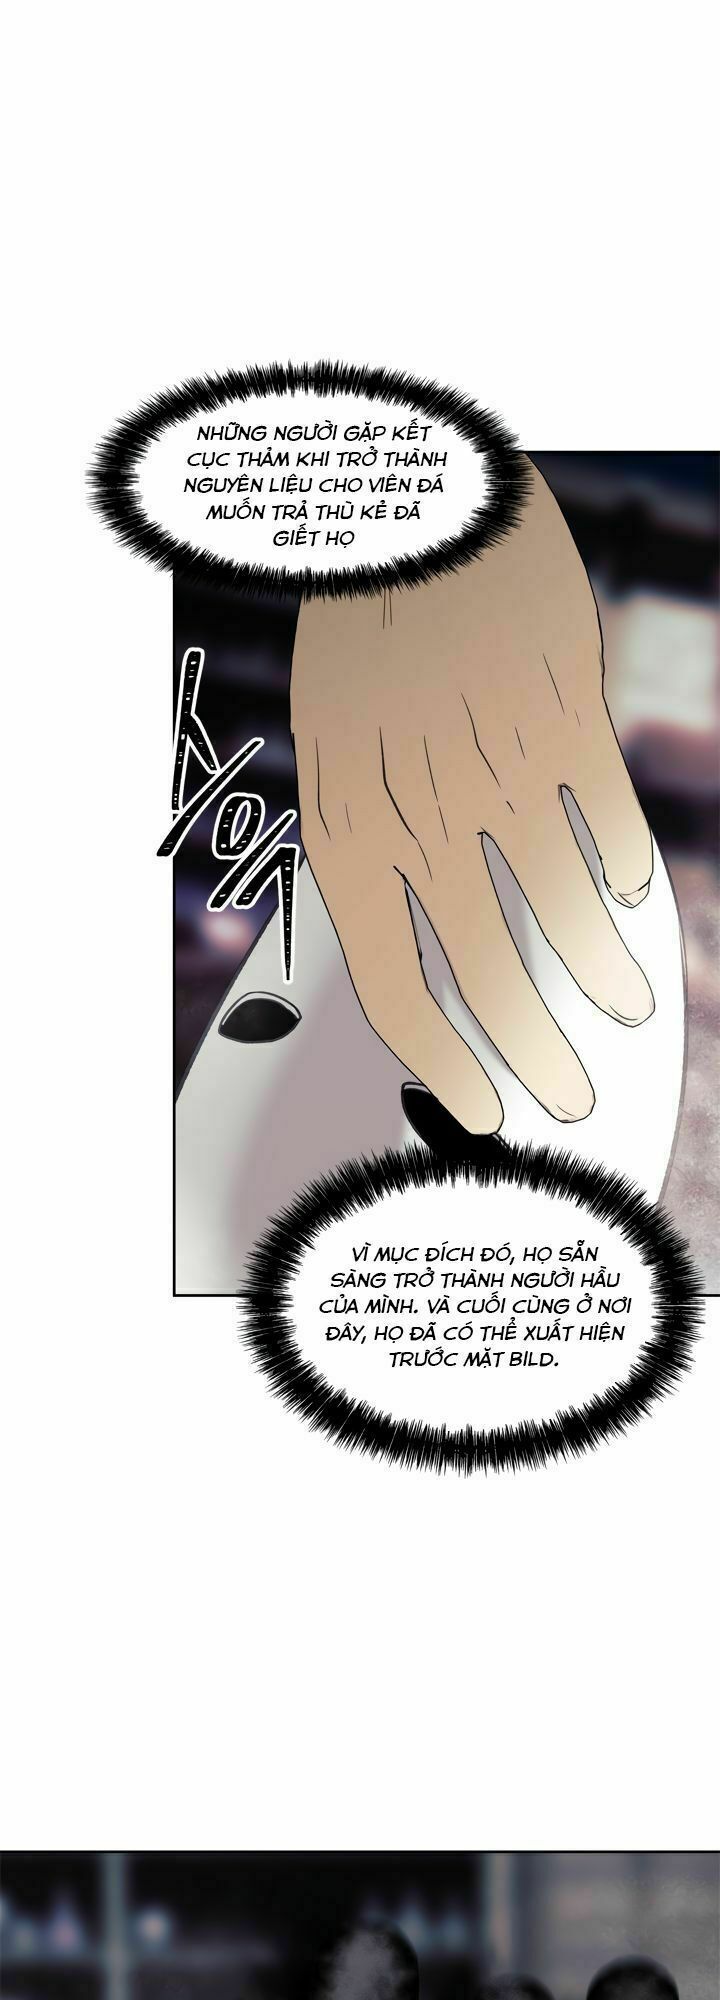 NHỮNG NGƯỜI GẶP KẾT
CỤC THẢM KHI TRỞ THÀNH
NGUYÊN LIỆU CHO VIÊN ĐÁ
MUỐN TRẢ THÙ KẺ ĐÃ
GIẾT HỌ
스아
VÌ MỤC ĐÍCH ĐÓ, HỌ SẴN
SÀNG TRỞ THÀNH NGƯỜI HẦU
CỦA MÌNH. VÀ CUỐI CÙNG Ở NƠI
ĐÂY, HỌ ĐÃ CÓ THỂ XUẤT HIỆN
TRƯỚC MẶT BILD.